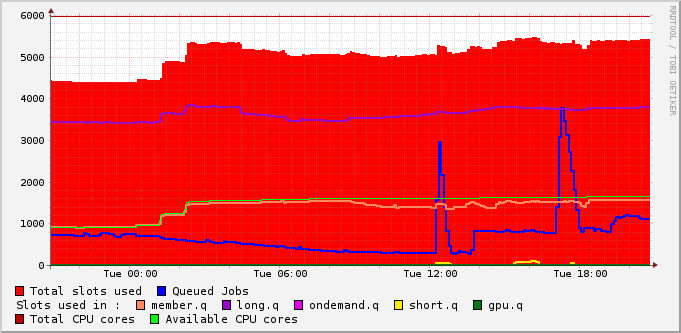 6000
5000
4000
3000
2000
1000
0
Tue 00:00 Tue 06:00 Tue 12:00 Tue 18:00
RRDTOOL / TOBI OETIKER
Total slots used Queued Jobs
Slots used in : member.q long.q ondemand.q short.q gpu.q
Total CPU cores Available CPU cores